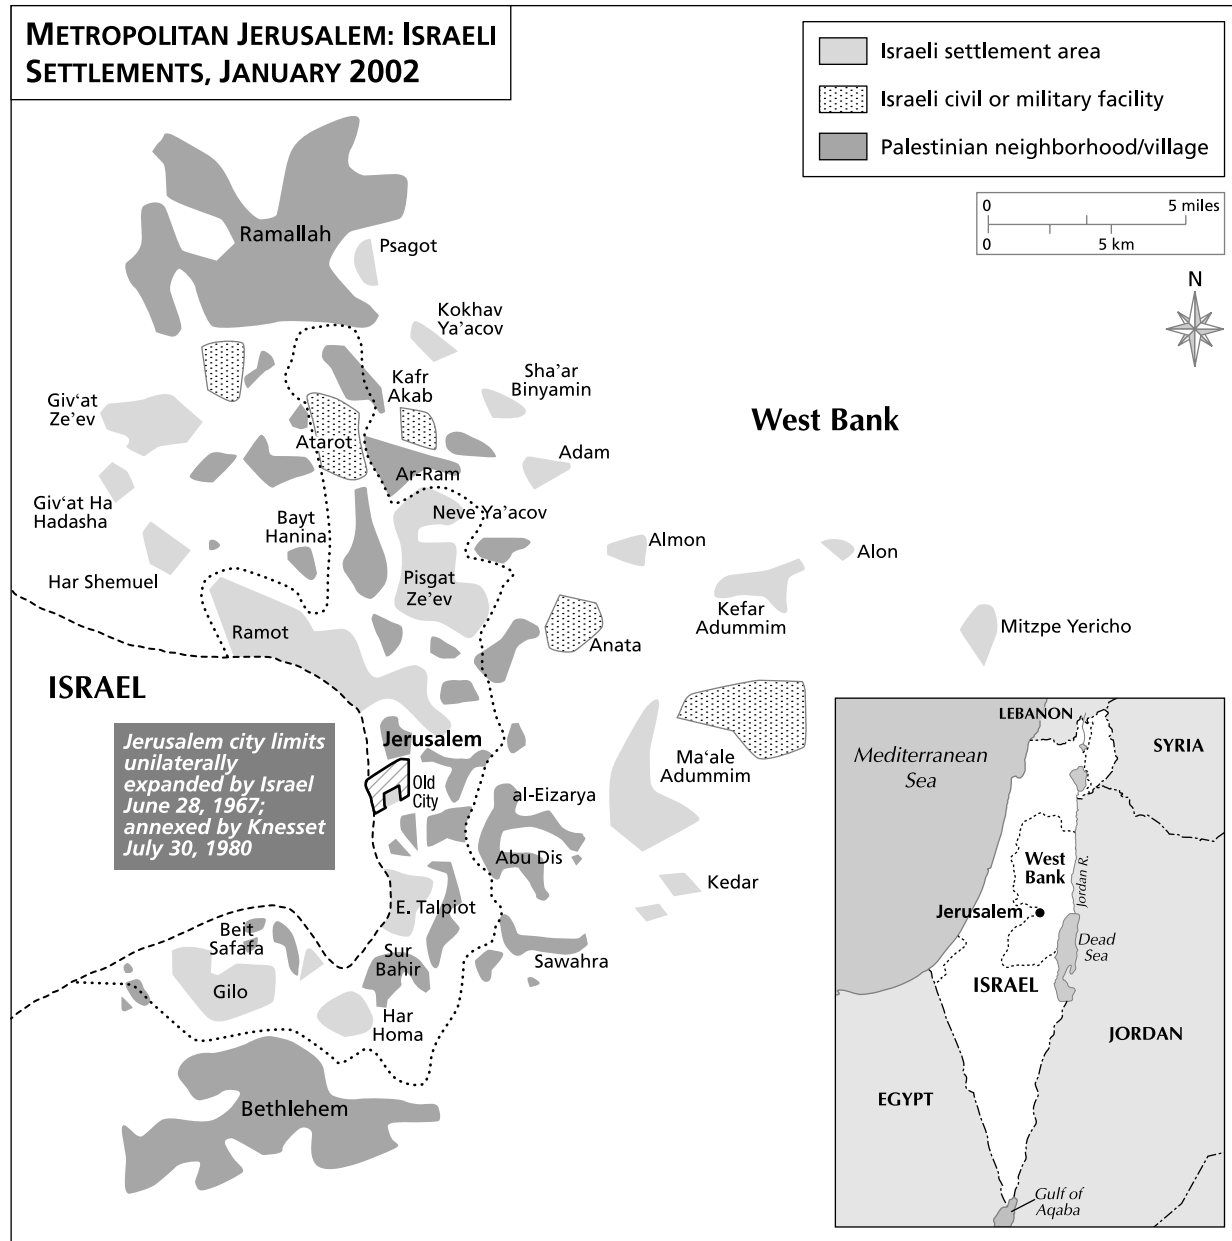 METROPOLITAN JERUSALEM: ISRAELI
SETTLEMENTS, JANUARY 2002
Israeli settlement area
Israeli civil or military facility
Palestinian neighborhood/village
0
5 miles
0
5 km
N
Ramallah
Psagot
Kokhav
Ya'acov
Kafr
Akab
Sha'ar
Binyamin
Giv‘at
Ze'ev
West Bank
Atarot
Adam
Ar-Ram
Giv‘at Ha
Hadasha
Bayt
Hanina
Neve Ya'acov
Almon
Alon
Har Shemuel
Pisgat
Ze'ev
Kefar
Adummim
Mitzpe Yericho
Ramot
Anata
ISRAEL
Jerusalem city limits
unilaterally
expanded by Israel
June 28, 1967;
annexed by Knesset
July 30, 1980
Jerusalem
Ma‘ale
Adummim
Old
City
al-Eizarya
Abu Dis
Kedar
E. Talpiot
Beit
Safafa
Sur
Bahir
Sawahra
Gilo
Har
Homa
Bethlehem
LEBANON
Mediterranean
Sea
SYRIA
West
Bank
Jordan R.
Jerusalem
Dead
Sea
ISRAEL
JORDAN
EGYPT
Gulf of
Aqaba